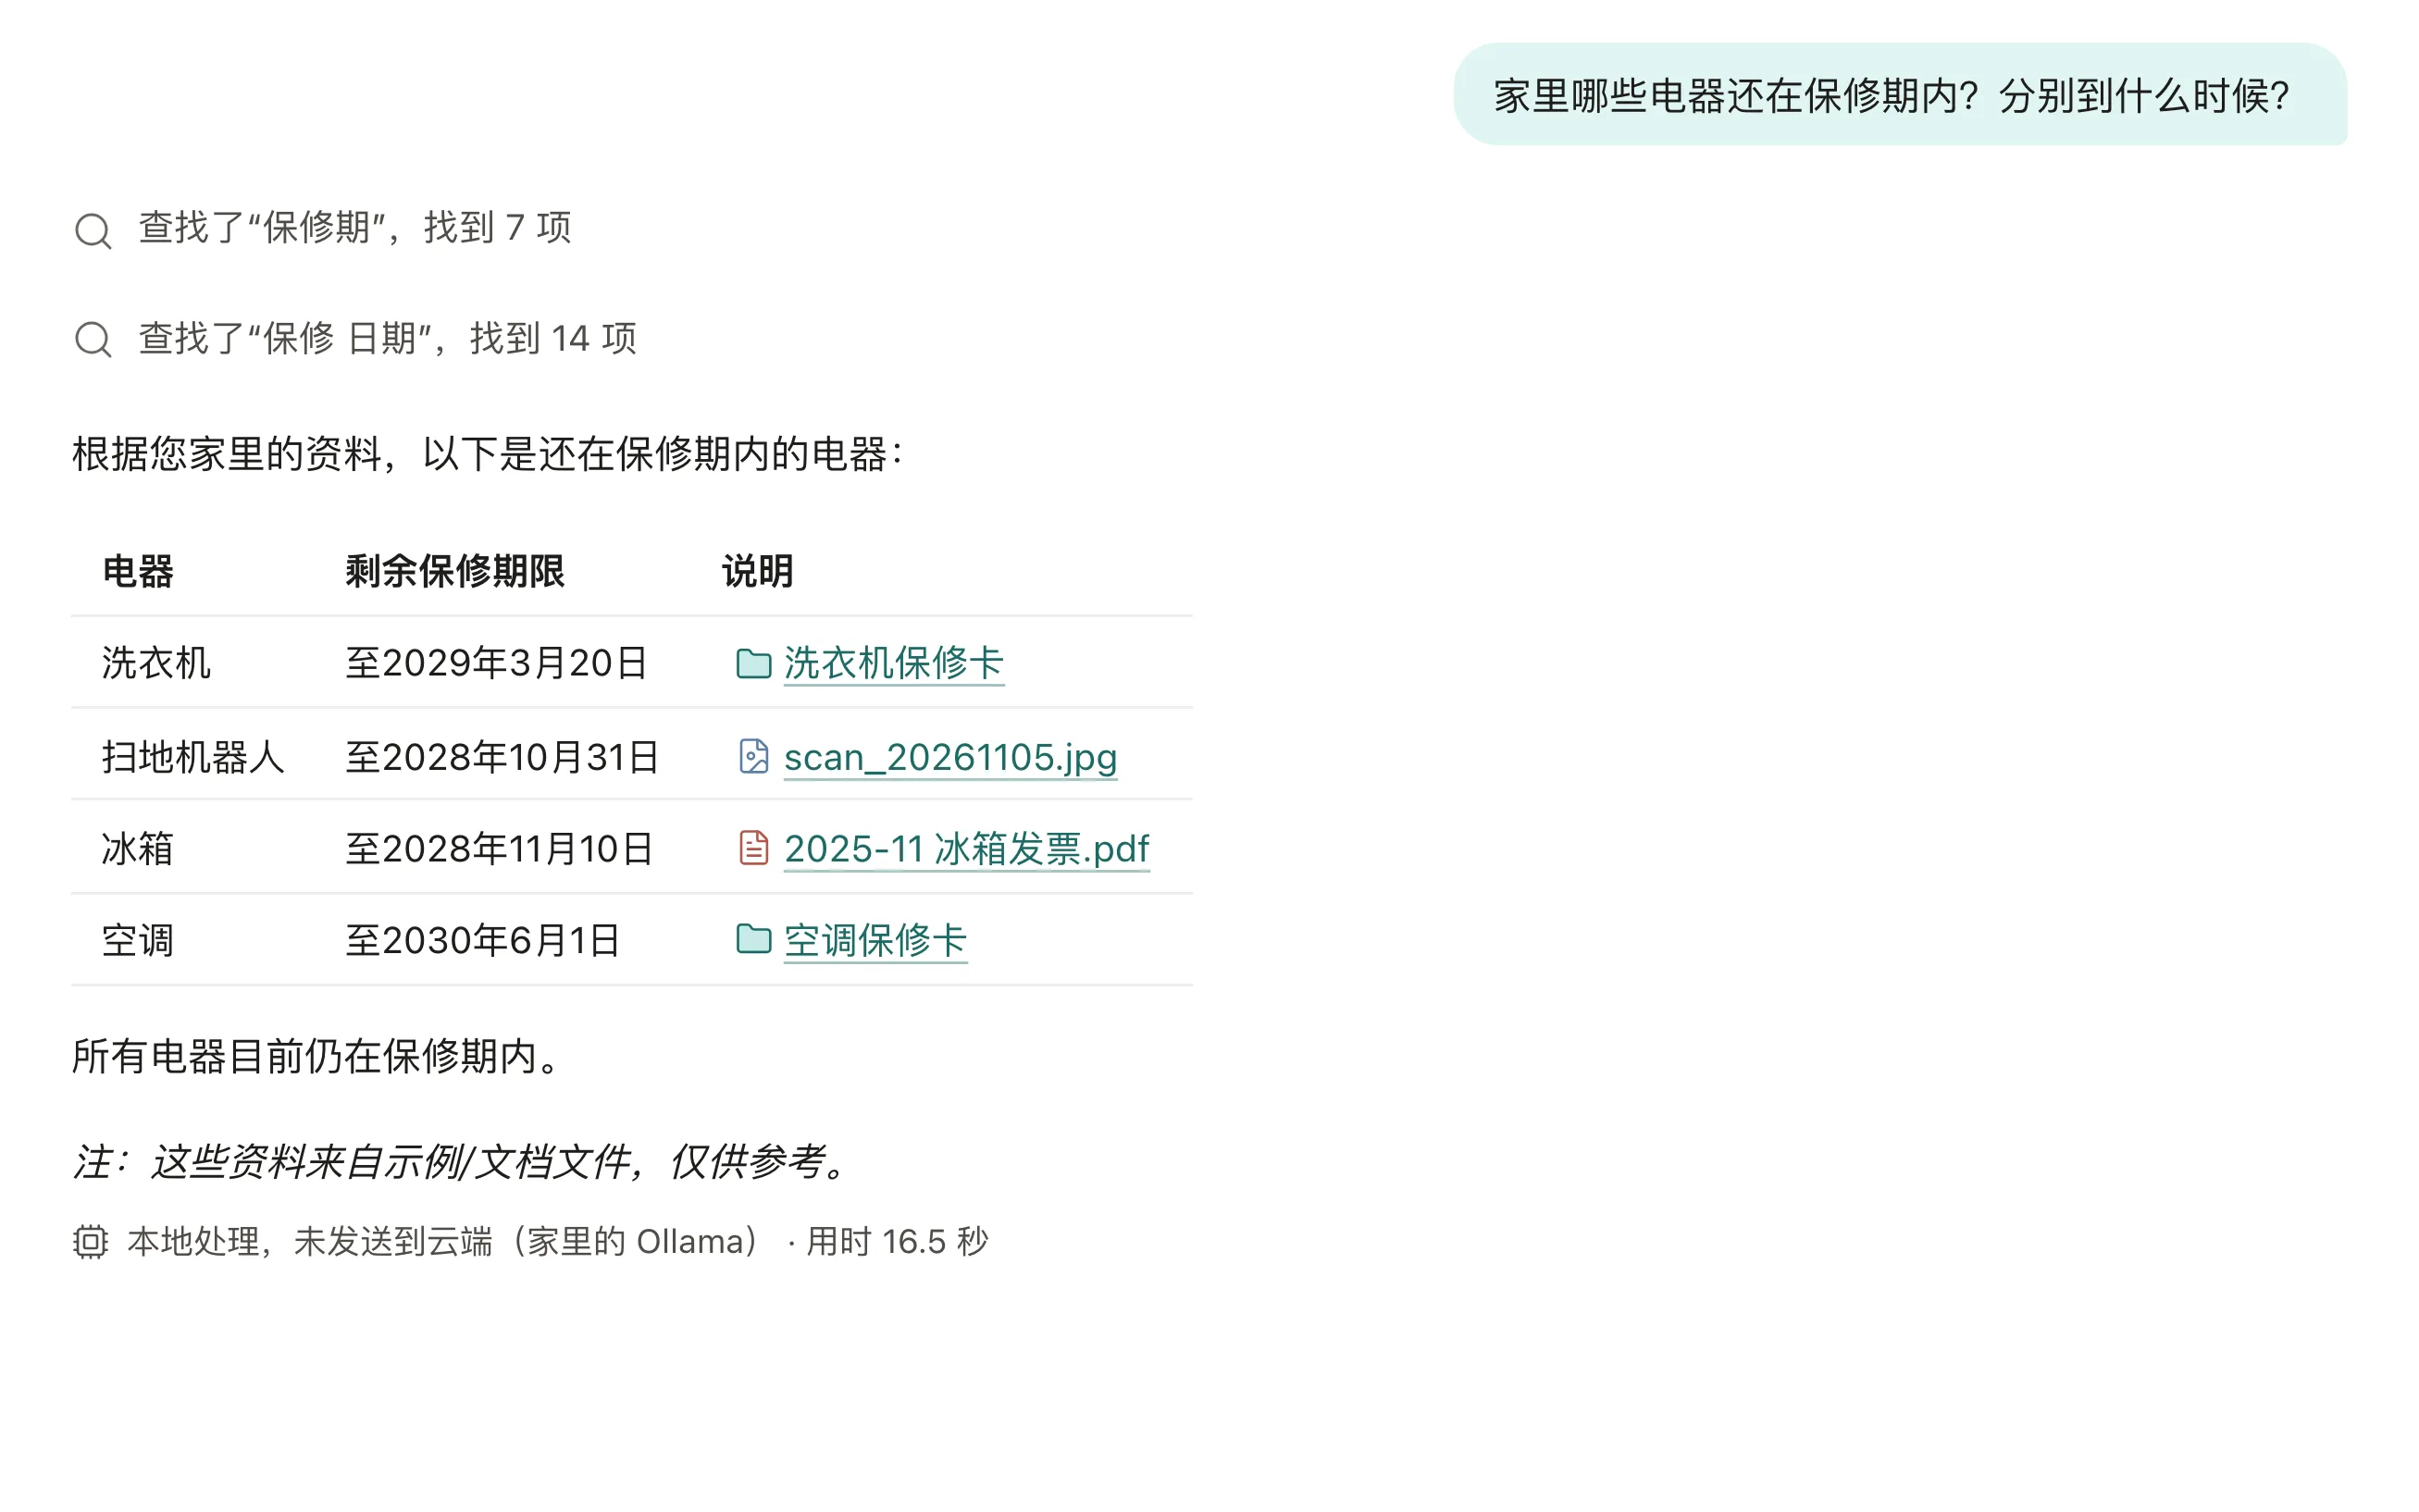 家里哪些电器还在保修期内？分别到什么时候？
查找了“保修期”，找到 7 项
查找了“保修 日期”，找到 14 项
根据您家里的资料，以下是还在保修期内的电器：
电器 剩余保修期限 说明
洗衣机 至2029年3月20日 洗衣机保修卡
扫地机器人 至2028年10月31日 scan_20261105.jpg
冰箱 至2028年11月10日 2025-11 冰箱发票.pdf
空调 至2030年6月1日 空调保修卡
所有电器目前仍在保修期内。
注：这些资料来自示例/文档文件，仅供参考。
本地处理，未发送到云端（家里的 Ollama） · 用时 16.5 秒